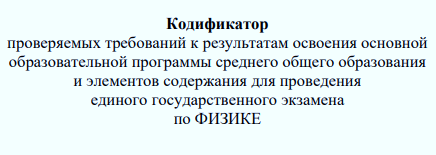 Кодификатор
проверяемых требований к результатам освоения основной
образовательной программы среднего общего образования
и элементов содержания для проведения
единого государственного экзамена
по ФИЗИКЕ